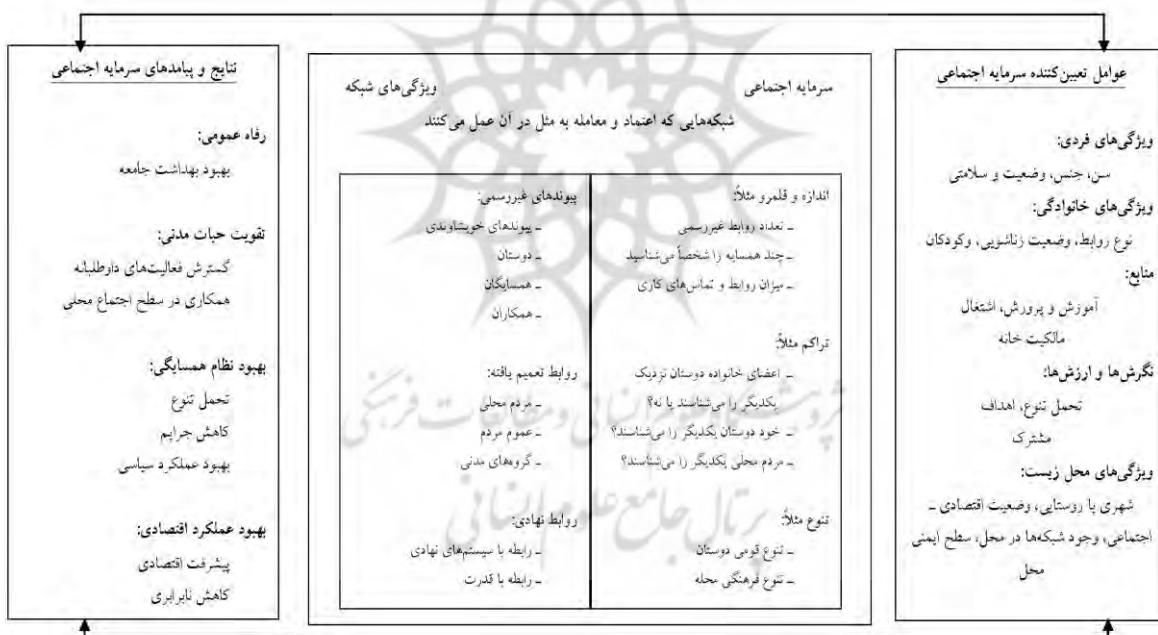 عوامل تعیین‌کننده سرمایه اجتماعی
ویژگی‌های فردی:
سن، جنس، وضعیت و سلامتی
ویژگی‌های خانوادگی:
نوع روابط، وضعیت زناشویی، وکودکان
منابع:
آموزش و پرورش، اشتغال
مالکیت خانه
نگرش‌ها و ارزش‌ها:
تحمل تنوع، اهداف
مشترک
ویژگی‌های محل زیست:
شهری یا روستایی، وضعیت اقتصادی ـ
اجتماعی، وجود شبکه‌ها در محل، سطح ایمنی
محل
سرمایه اجتماعی
ویژگی‌های شبکه
شبکه‌هایی که اعتماد و معامله به مثل در آن عمل می‌کنند
اندازه و قلمرو مثلاً:
ـ تعداد روابط غیررسمی
ـ چند همسایه را شخصاً می‌شناسید
ـ میزان روابط و تماس‌های کاری
تراکم مثلاً:
ـ اعضای خانواده دوستان نزدیک
یکدیگر را می‌شناسند یا نه؟
ـ خود دوستان یکدیگر را می‌شناسند؟
ـ مردم محلی یکدیگر را می‌شناسند؟
تنوع مثلاً:
ـ تنوع قومی دوستان
ـ تنوع فرهنگی محله
پیوندهای غیررسمی:
ـ پیوندهای خویشاوندی
ـ دوستان
ـ همسایگان
ـ همکاران
روابط تعمیم یافته:
ـ مردم محلی
ـ عموم مردم
ـ گروه‌های مدنی
روابط نهادی:
ـ رابطه با سیستم‌های نهادی
ـ رابطه با قدرت
نتایج و پیامدهای سرمایه اجتماعی
رفاه عمومی:
بهبود بهداشت جامعه
تقویت حیات مدنی:
گسترش فعالیت‌های داوطلبانه
همکاری در سطح اجتماع محلی
بهبود نظام همسایگی:
تحمل تنوع
کاهش جرایم
بهبود عملکرد سیاسی
بهبود عملکرد اقتصادی:
پیشرفت اقتصادی
کاهش نابرابری
پژوهشگاه علوم انسانی و مطالعات فرهنگی
پرتال جامع علوم انسانی